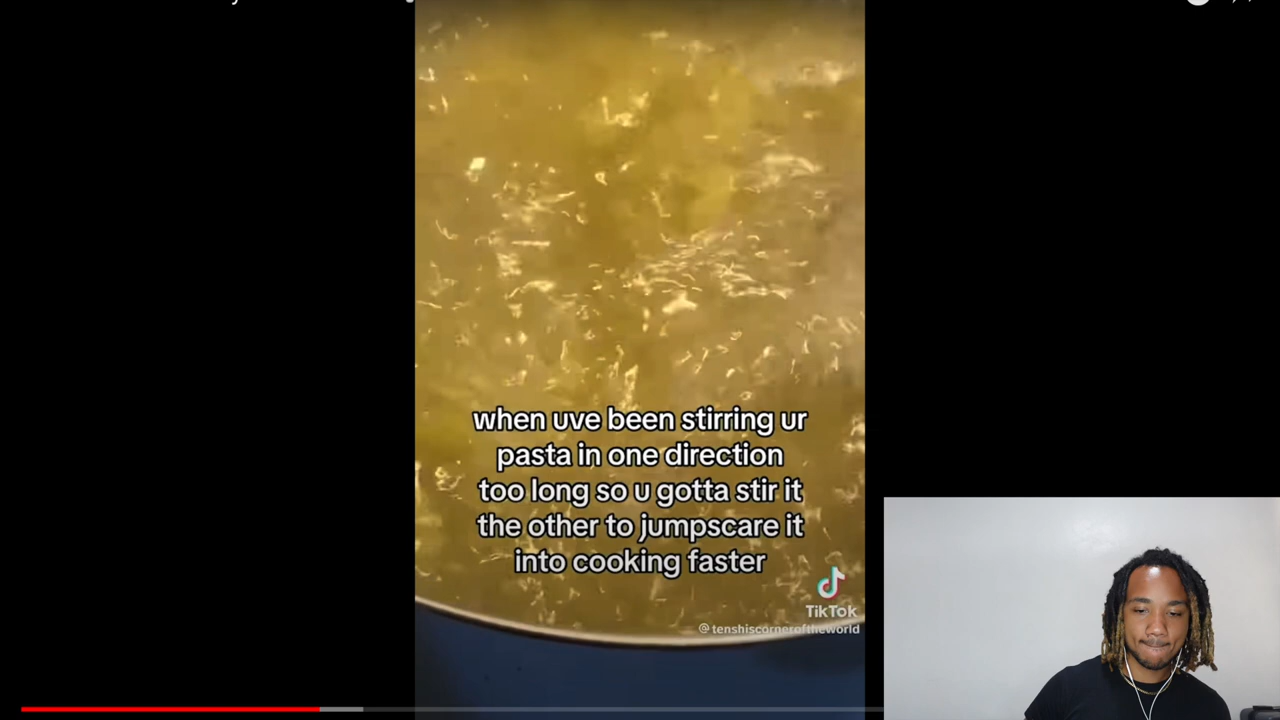 when uve been stirring ur
pasta in one direction
too long so u gotta stir it
the other to jumpscare it
into cooking faster
TikTok
@tenshiscorneroftheworld